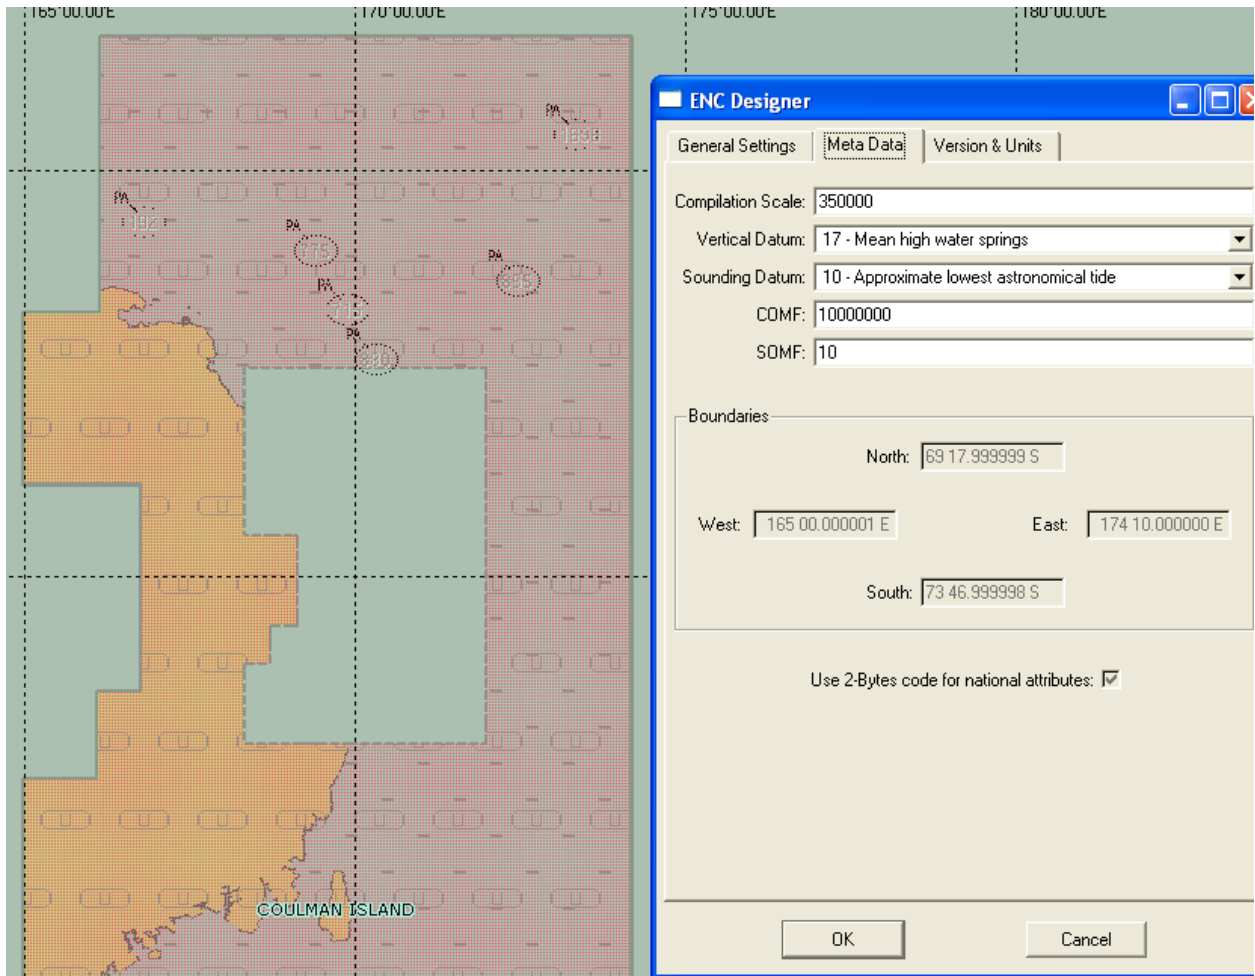 165°00.00'E
170°00.00'E
175°00.00'E
180°00.00'E
ENC Designer
General Settings
Meta Data
Version & Units
Compilation Scale: 350000
Vertical Datum: 17 - Mean high water springs
Sounding Datum: 10 - Approximate lowest astronomical tide
COMF: 10000000
SOMF: 10
Boundaries
North: 69 17.999999 S
West: 165 00.000001 E
East: 174 10.000000 E
South: 73 46.999998 S
Use 2-Bytes code for national attributes:
OK
Cancel
PA
PA
192
PA
775
PA
PA
PA
COULMAN ISLAND